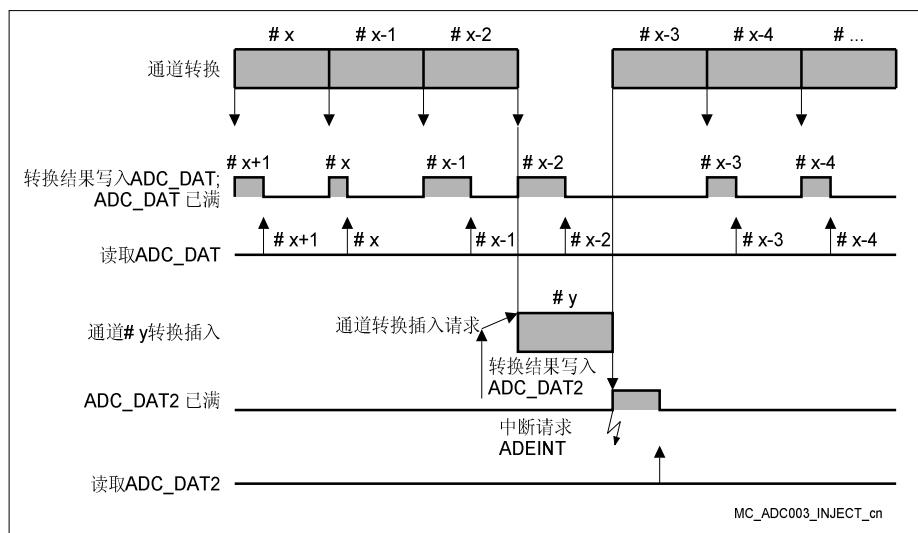 # x
# x-1
# x-2
# x-3
# x-4
# ...
通道转换
# x+1
# x
# x-1
# x-2
# x-3
# x-4
转换结果写入ADC_DAT;
ADC_DAT 已满
读取ADC_DAT
# x+1
# x
# x-1
# x-2
# x-3
# x-4
# y
通道转换插入请求
通道# y转换插入
转换结果写入
ADC_DAT2
ADC_DAT2 已满
中断请求
ADEINT
读取ADC_DAT2
MC_ADC003_INJECT_cn